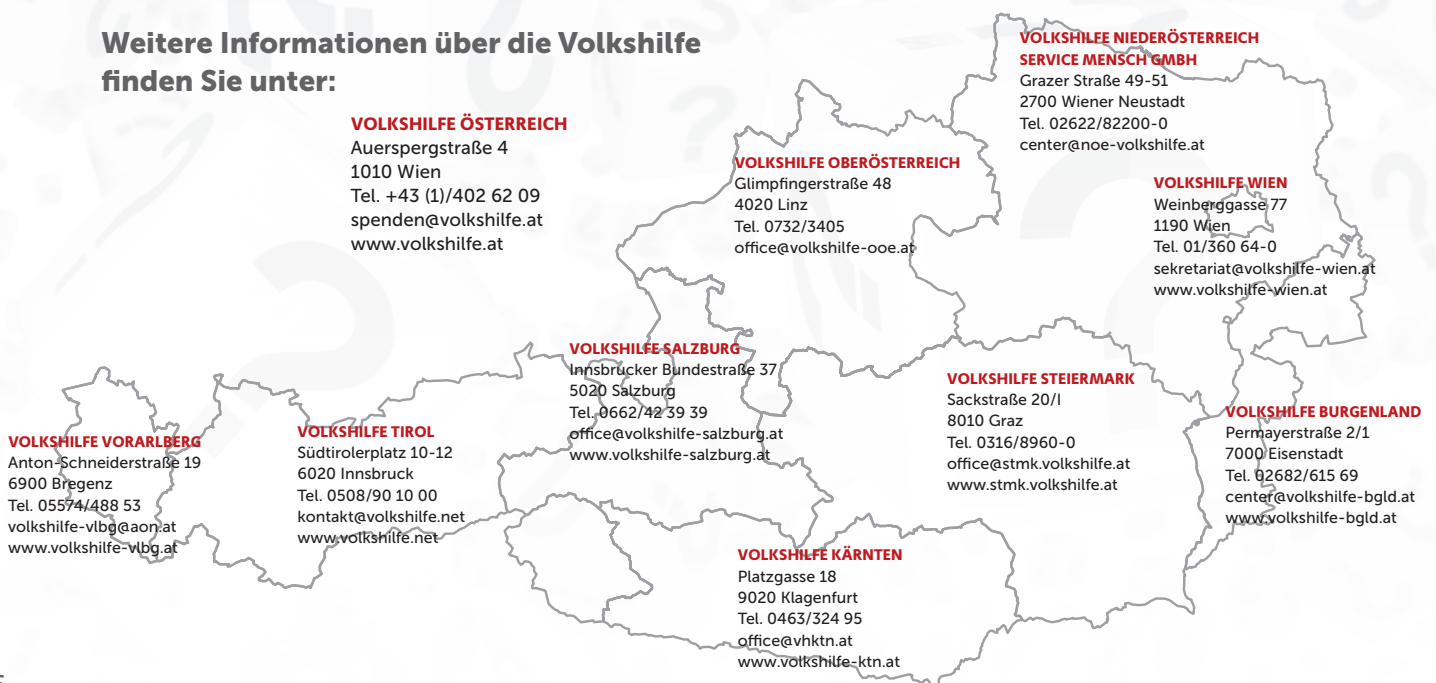 Weitere Informationen über die Volkshilfe
finden Sie unter:
VOLKSHILFE ÖSTERREICH
Auerspergstraße 4
1010 Wien
Tel. +43 (1)/402 62 09
spenden@volkshilfe.at
www.volkshilfe.at
VOLKSHILFE NIEDERÖSTERREICH
SERVICE MENSCH GMBH
Grazer Straße 49-51
2700 Wiener Neustadt
Tel. 02622/82200-0
center@noe-volkshilfe.at
VOLKSHILFE OBERÖSTERREICH
Glimpfingerstraße 48
4020 Linz
Tel. 0732/3405
office@volkshilfe-ooe.at
VOLKSHILFE WIEN
Weinberggasse 77
1190 Wien
Tel. 01/360 64-0
sekretariat@volkshilfe-wien.at
www.volkshilfe-wien.at
VOLKSHILFE SALZBURG
Innsbrucker Bundestraße 37
5020 Salzburg
Tel. 0662/42 39 39
office@volkshilfe-salzburg.at
www.volkshilfe-salzburg.at
VOLKSHILFE STEIERMARK
Sackstraße 20/I
8010 Graz
Tel. 0316/8960-0
office@stmk.volkshilfe.at
www.stmk.volkshilfe.at
VOLKSHILFE BURGENLAND
Permayerstraße 2/1
7000 Eisenstadt
Tel. 02682/615 69
center@volkshilfe-bgld.at
www.volkshilfe-bgld.at
VOLKSHILFE VORARLBERG
Anton-Schneiderstraße 19
6900 Bregenz
Tel. 05574/488 53
volkshilfe-vlbg@aon.at
www.volkshilfe-vlbg.at
VOLKSHILFE TIROL
Südtirolerplatz 10-12
6020 Innsbruck
Tel. 0508/90 10 00
kontakt@volkshilfe.net
www.volkshilfe.net
VOLKSHILFE KÄRNTEN
Platzgasse 18
9020 Klagenfurt
Tel. 0463/324 95
office@vhktn.at
www.volkshilfe-ktn.at